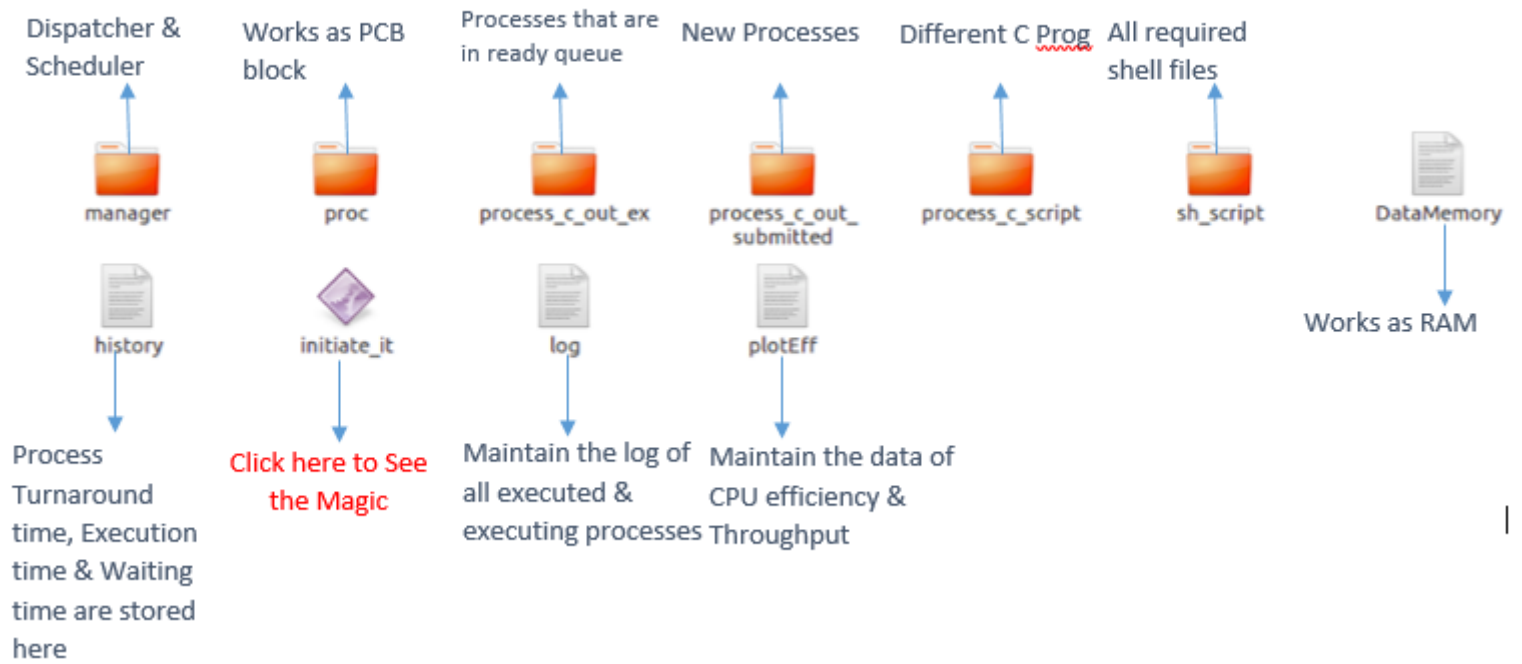 Dispatcher &
Scheduler
Works as PCB
block
Processes that are
in ready queue
New Processes
Different C Prog
All required
shell files
manager
proc
process_c_out_ex
process_c_out_
submitted
process_c_script
sh_script
DataMemory
history
initiate_it
log
plotEff
Works as RAM
Process
Turnaround
time, Execution
time & Waiting
time are stored
here
Click here to See
the Magic
Maintain the log of
all executed &
executing processes
Maintain the data of
CPU efficiency &
Throughput